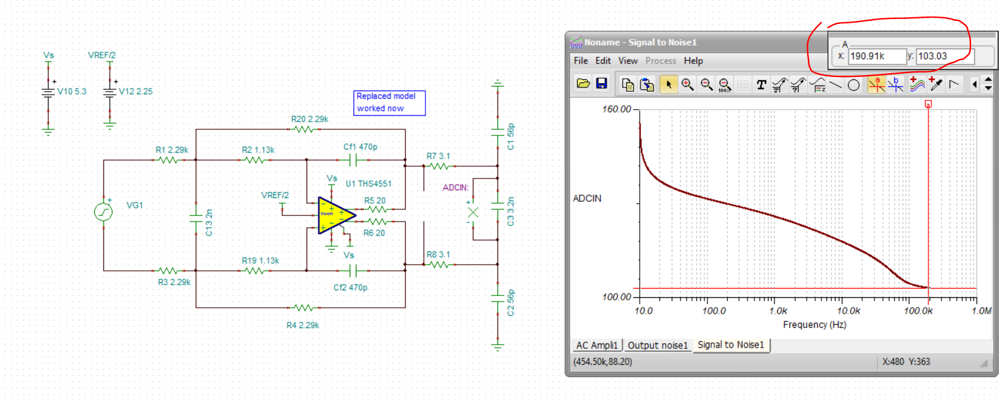 Vs
VREF/2
V10 5.3
V12 2.25
Replaced model
worked now
R20 2.29k
R1 2.29k
R2 1.13k
Cf1 470p
R7 3.1
C1 56p
Vs
U1 THS4551
VREF/2
ADCIN:
VG1
R5 20
Vocm
C13 2n
C3 3.2n
R6 20
Vs
R19 1.13k
R8 3.1
R3 2.29k
Cf2 470p
C2 56p
R4 2.29k
Noname - Signal to Noise1
A
x: 190.91k y: 103.03
File Edit View Process Help
100%
T
a
b
a
160.00
ADCIN
100.00
10.0 100.0 1.0k 10.0k 100.0k 1.0M
Frequency (Hz)
AC Ampli1 Output noise1 Signal to Noise1
(454.50k,88.20) X:480 Y:363